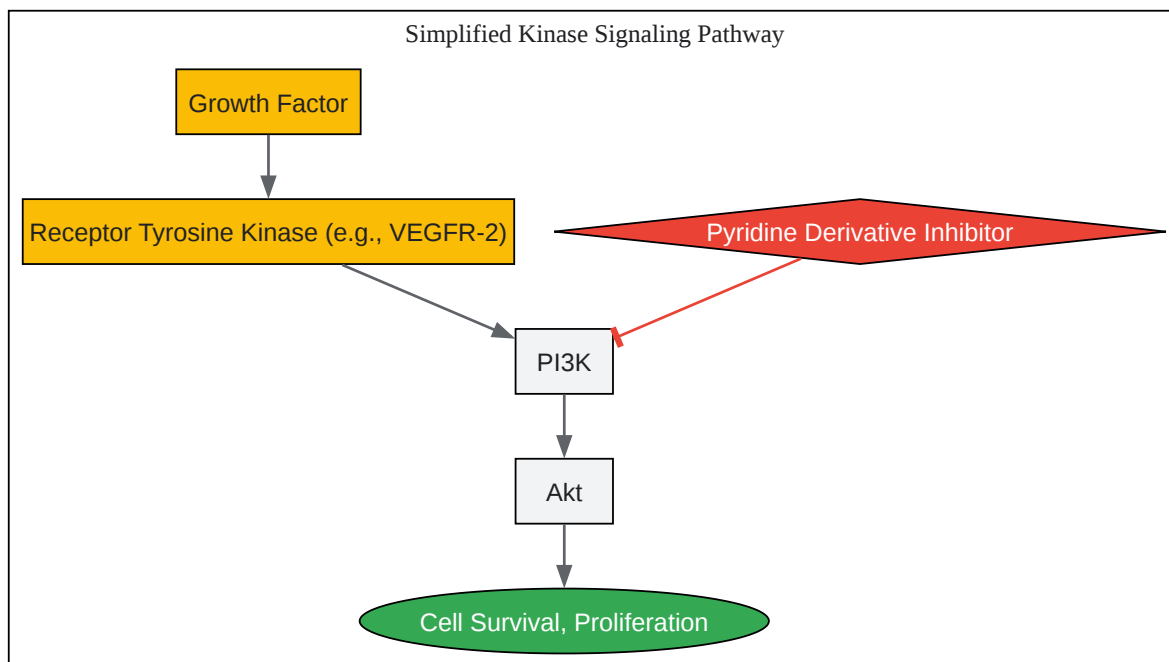 Simplified Kinase Signaling Pathway
Growth Factor
Receptor Tyrosine Kinase (e.g., VEGFR-2)
Pyridine Derivative Inhibitor
PI3K
Akt
Cell Survival, Proliferation